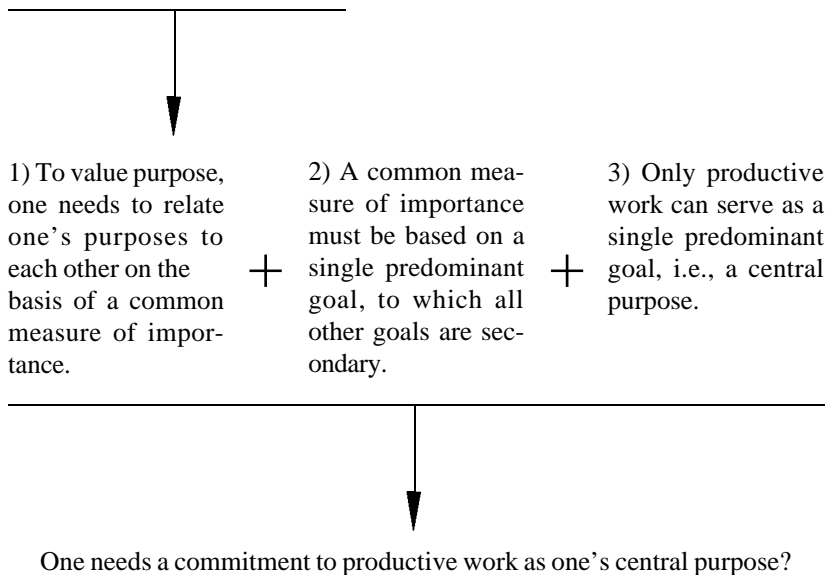 1) To value purpose,
one needs to relate
one's purposes to
each other on the
basis of a common
measure of impor-
tance.
+
2) A common mea-
sure of importance
must be based on a
single predominant
goal, to which all
other goals are sec-
ondary.
+
3) Only productive
work can serve as a
single predominant
goal, i.e., a central
purpose.
One needs a commitment to productive work as one's central purpose?